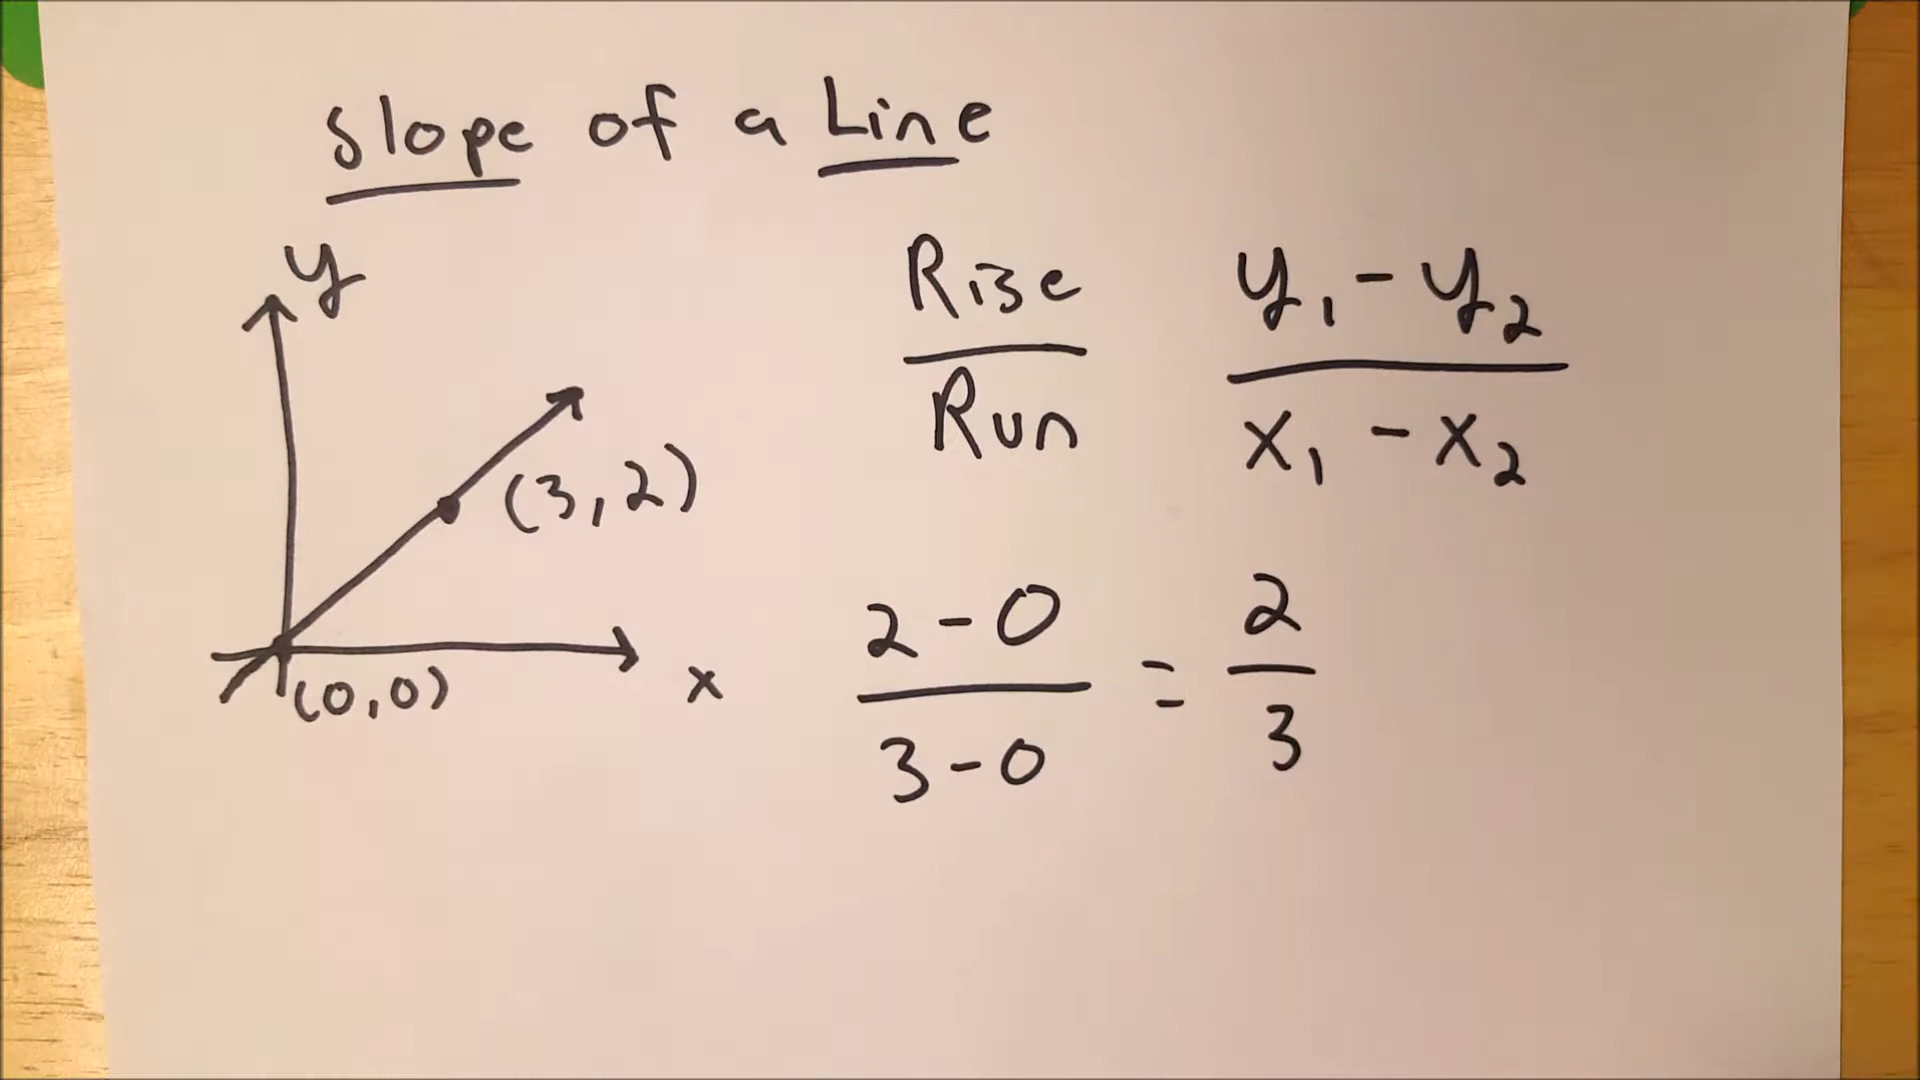 Slope of a Line
y
(3,2)
(0,0)
x
Rise
Run
y₁ - y₂
x₁ - x₂
2 - 0
3 - 0
=
2
3